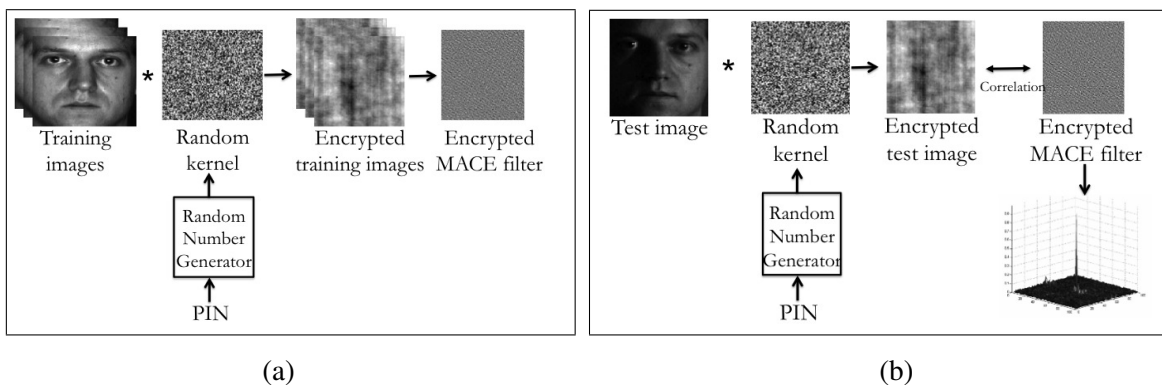 *
Training
images
Random
kernel
Encrypted
training images
Encrypted
MACE filter
Random
Number
Generator
PIN
(a)
*
Correlation
Test image
Random
kernel
Encrypted
test image
Encrypted
MACE filter
Random
Number
Generator
PIN
(b)